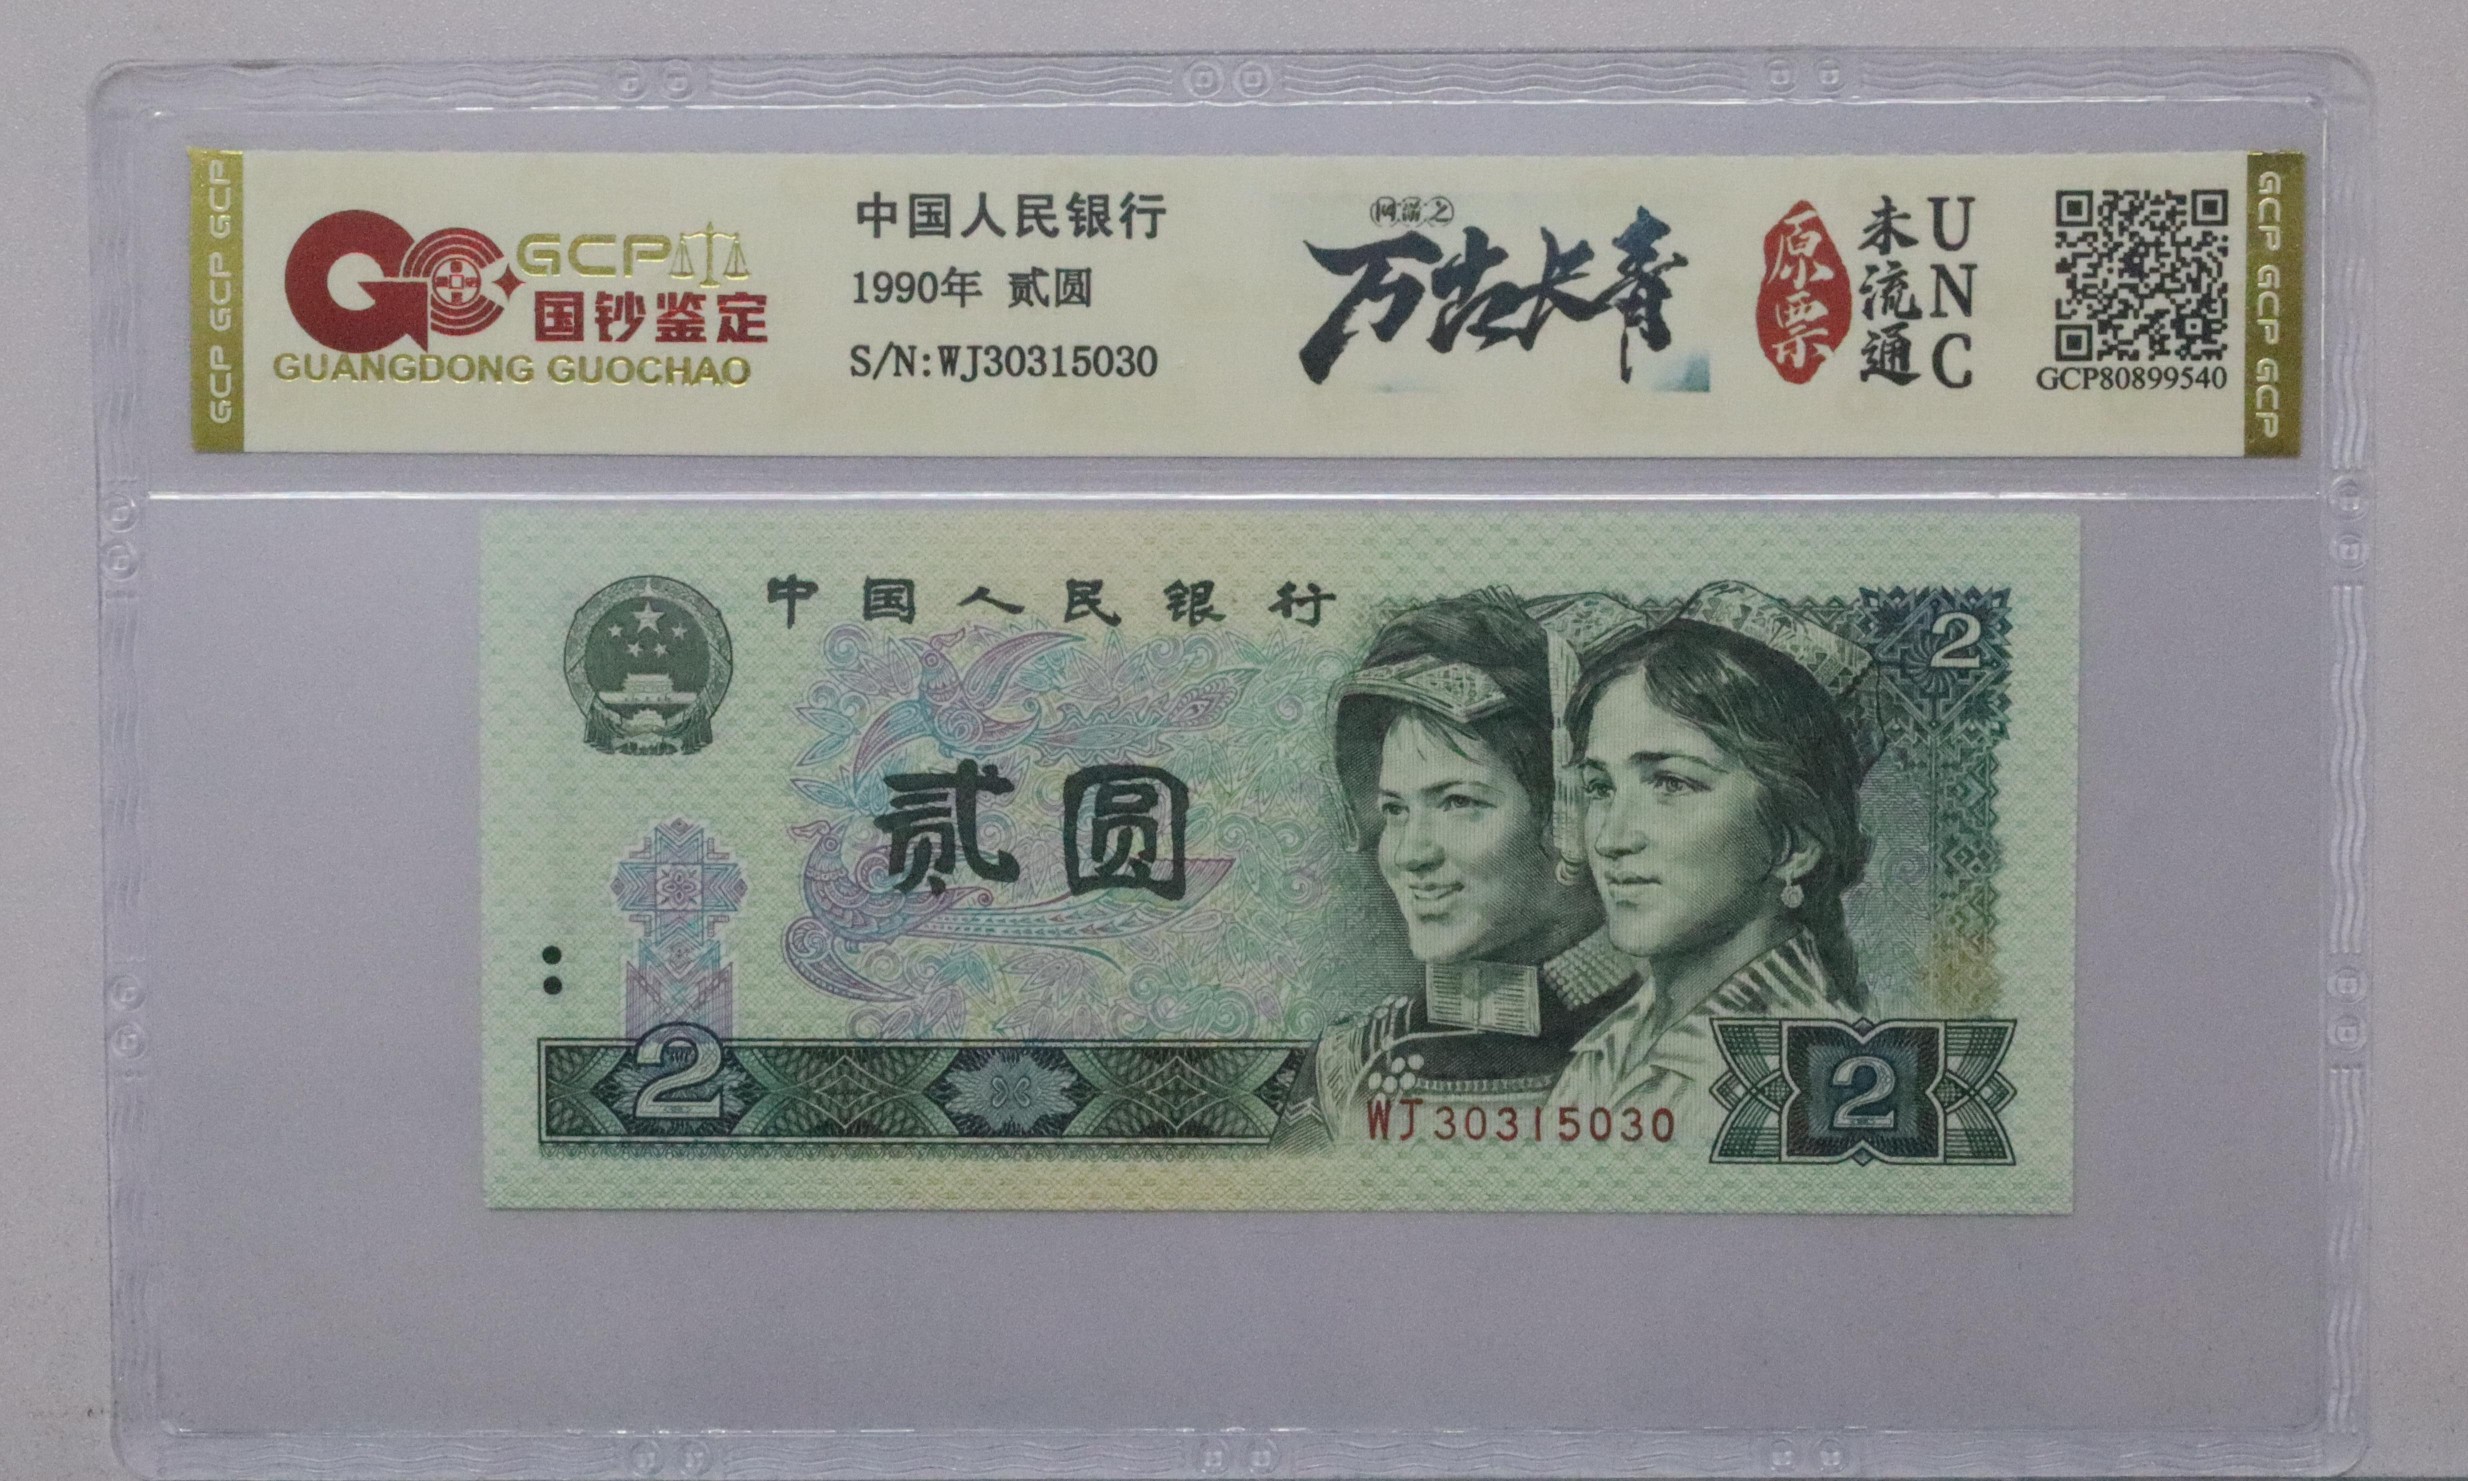 GCP GCP GCP
GCP
国钞鉴定
GUANGDONG GUOCHAO
中国人民银行
1990年 贰圆
S/N:WJ30315030
网满之
万古长青
原票
未流通
UNC
GCP80899540
GCP GCP GCP
中国人民银行
2
贰圆
2
WJ30315030
2